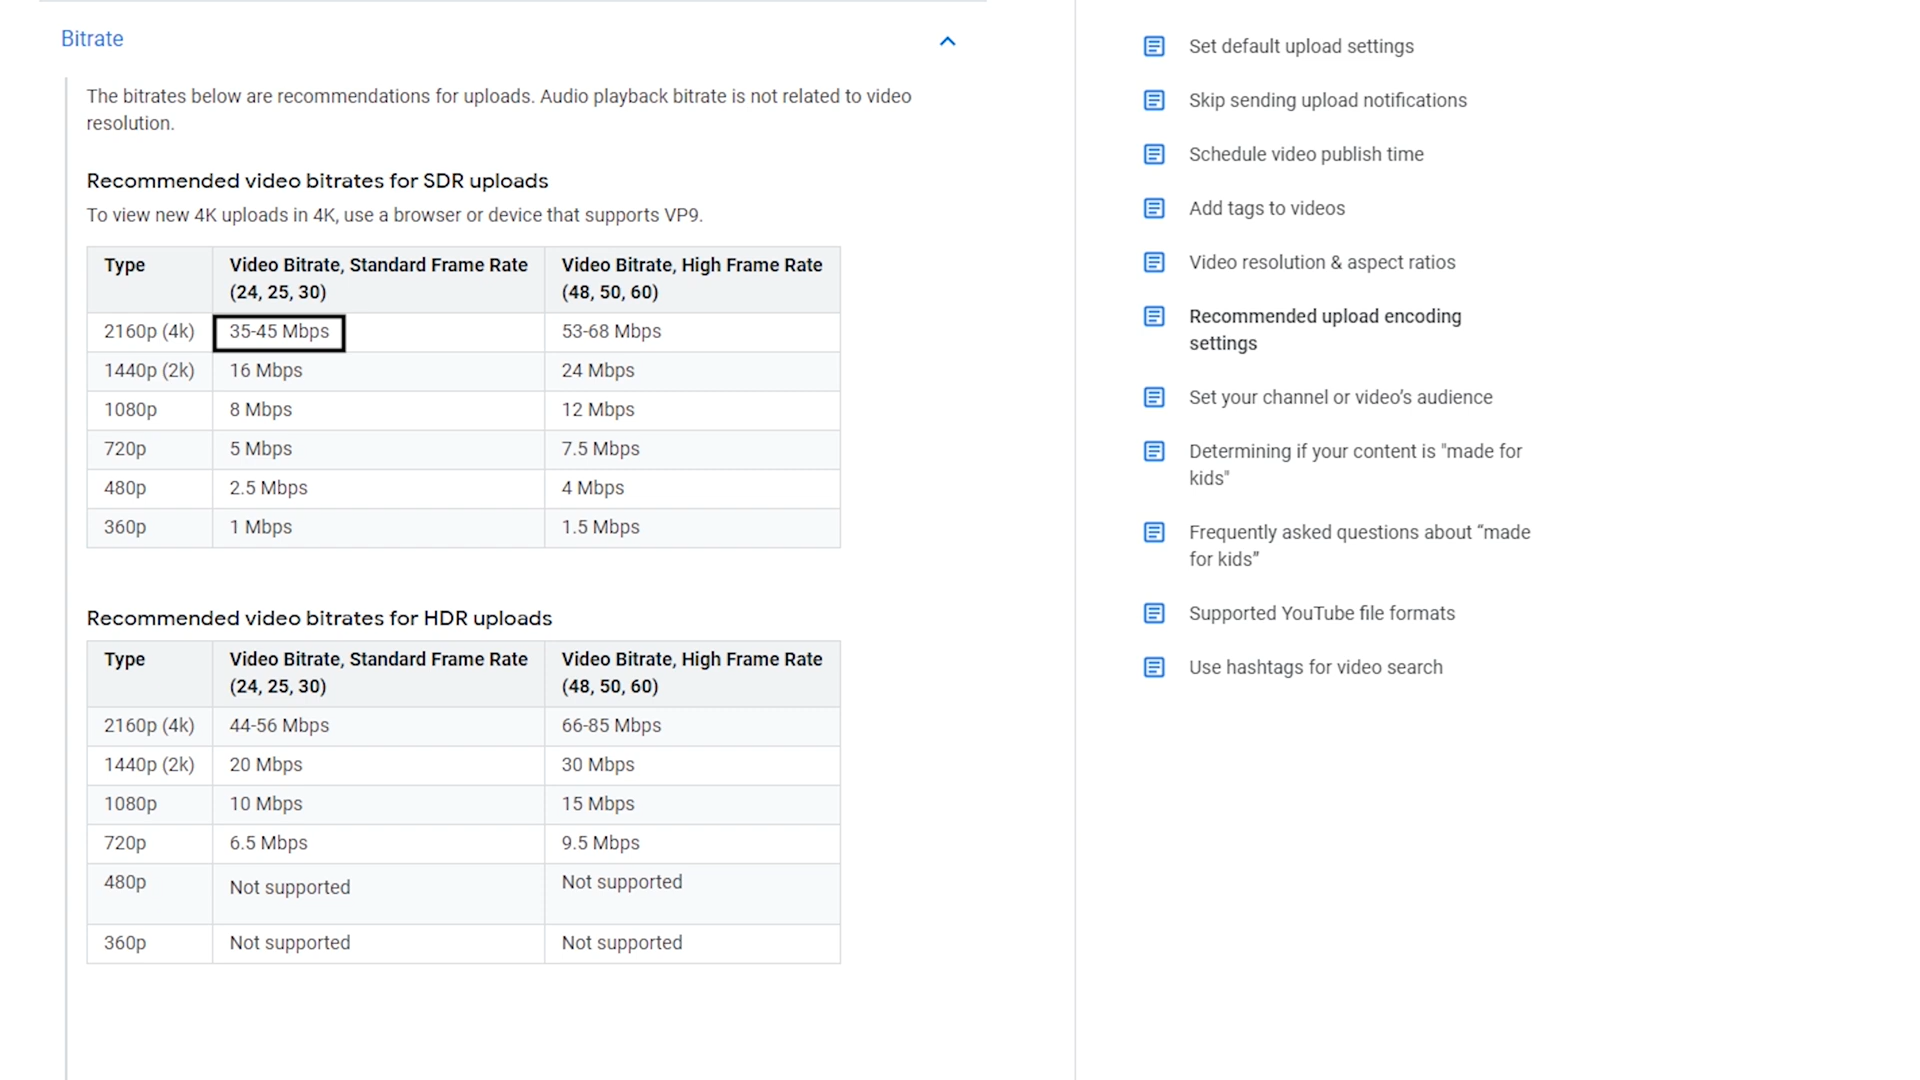 Bitrate
The bitrates below are recommendations for uploads. Audio playback bitrate is not related to video
resolution.
Recommended video bitrates for SDR uploads
To view new 4K uploads in 4K, use a browser or device that supports VP9.
Type Video Bitrate, Standard Frame Rate Video Bitrate, High Frame Rate
(24, 25, 30) (48, 50, 60)
2160p (4k) 35-45 Mbps 53-68 Mbps
1440p (2k) 16 Mbps 24 Mbps
1080p 8 Mbps 12 Mbps
720p 5 Mbps 7.5 Mbps
480p 2.5 Mbps 4 Mbps
360p 1 Mbps 1.5 Mbps
Recommended video bitrates for HDR uploads
Type Video Bitrate, Standard Frame Rate Video Bitrate, High Frame Rate
(24, 25, 30) (48, 50, 60)
2160p (4k) 44-56 Mbps 66-85 Mbps
1440p (2k) 20 Mbps 30 Mbps
1080p 10 Mbps 15 Mbps
720p 6.5 Mbps 9.5 Mbps
480p Not supported Not supported
360p Not supported Not supported
Set default upload settings
Skip sending upload notifications
Schedule video publish time
Add tags to videos
Video resolution & aspect ratios
Recommended upload encoding
settings
Set your channel or video’s audience
Determining if your content is "made for
kids"
Frequently asked questions about “made
for kids”
Supported YouTube file formats
Use hashtags for video search